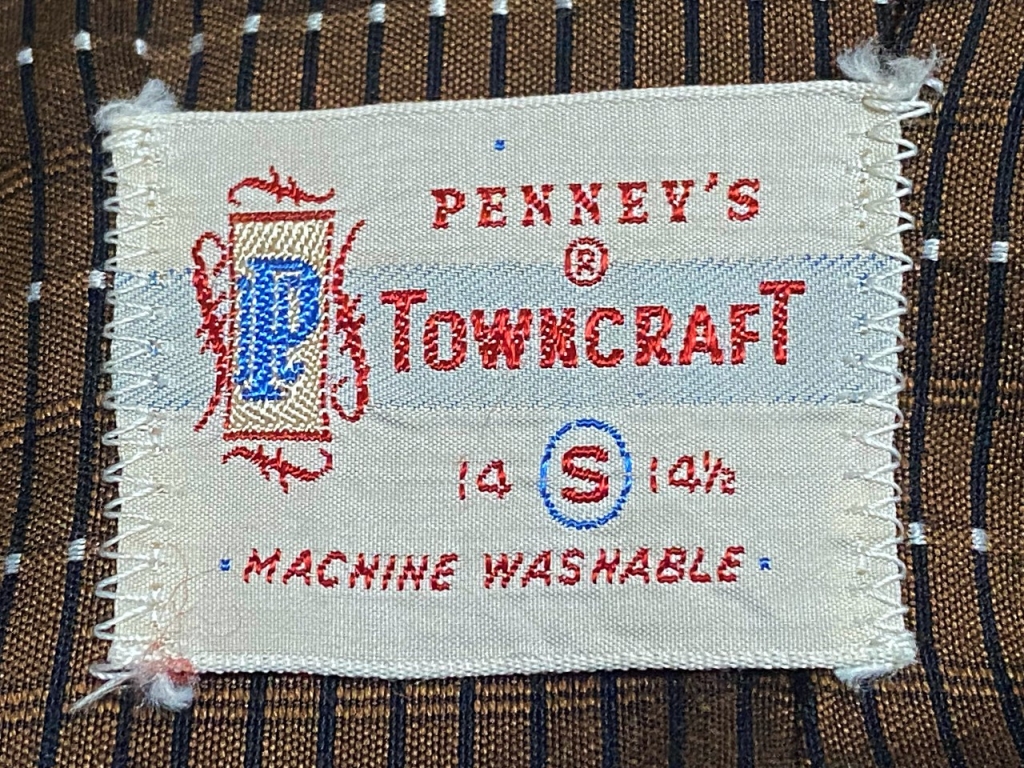 P
PENNEY'S
®
TOWNCRAFT
14 S 14½
· MACHINE WASHABLE ·